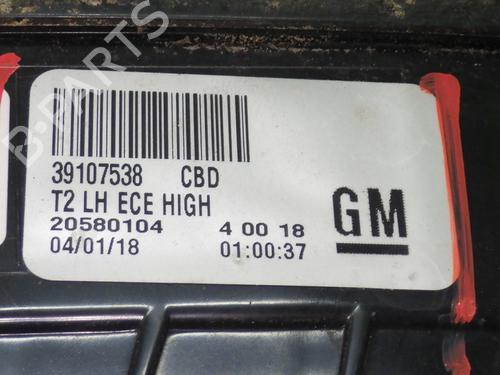 39107538 CBD
T2 LH ECE HIGH
20580104 4 00 18
04/01/18 01:00:37
GM
B-PARTS